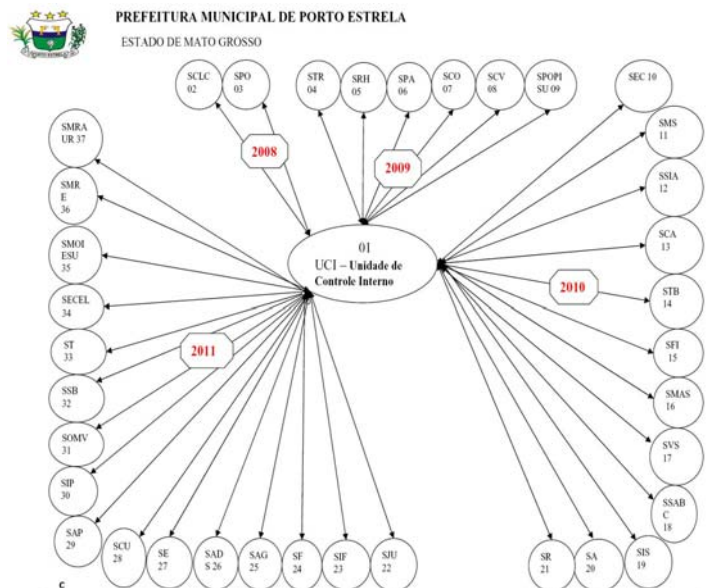 PREFEITURA MUNICIPAL DE PORTO ESTRELA
ESTADO DE MATO GROSSO
SCLC
02
SPO
03
STR
04
SRH
05
SPA
06
SCO
07
SCV
08
SPOPI
SU 09
SEC 10
SMS
11
SSIA
12
SCA
13
STB
14
SFI
15
SMAS
16
SVS
17
SSAB
C
18
SIS
19
SA
20
SR
21
SJU
22
SIF
23
SF
24
SAG
25
SAD
S 26
SE
27
SCU
28
SAP
29
SIP
30
SOMV
31
SSB
32
ST
33
SECEL
34
SMOI
ESU
35
SMR
E
36
SMRA
UR 37
2008
2009
2010
2011
01
UCI – Unidade de
Controle Interno
C